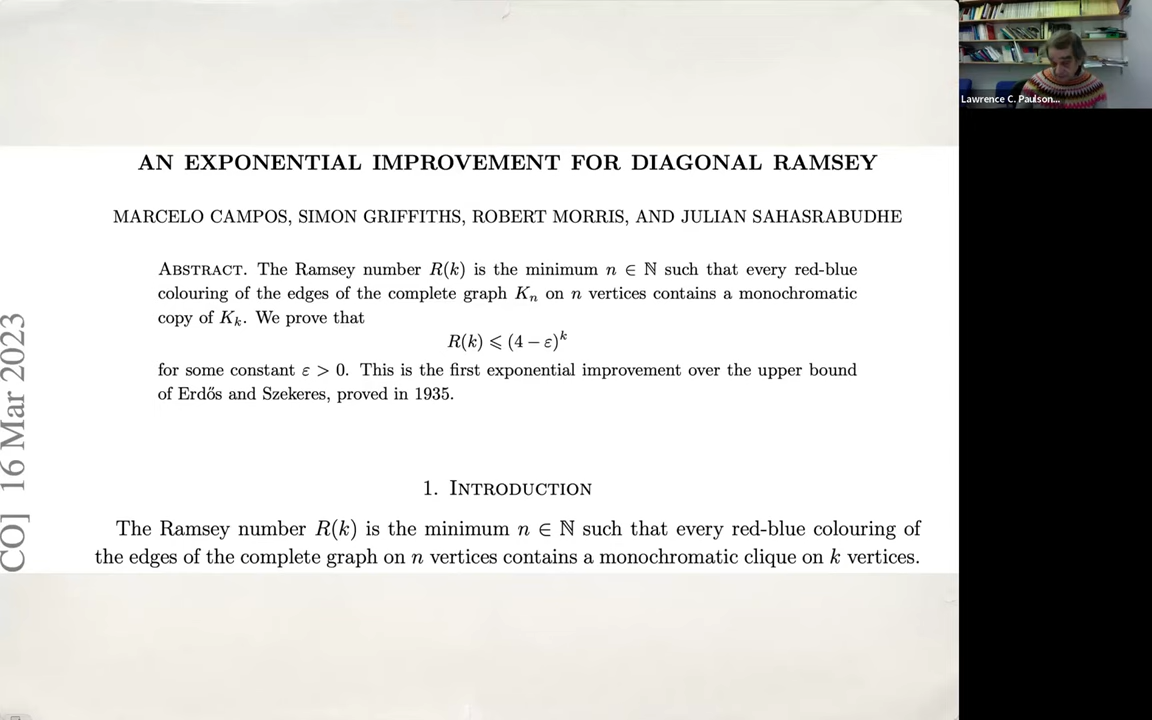 AN EXPONENTIAL IMPROVEMENT FOR DIAGONAL RAMSEY
MARCELO CAMPOS, SIMON GRIFFITHS, ROBERT MORRIS, AND JULIAN SAHASRABUDHE
ABSTRACT. The Ramsey number R(k) is the minimum n ∈ ℕ such that every red-blue
colouring of the edges of the complete graph Kₙ on n vertices contains a monochromatic
copy of Kₖ. We prove that
R(k) ⩽ (4 − ε)ᵏ
for some constant ε > 0. This is the first exponential improvement over the upper bound
of Erdős and Szekeres, proved in 1935.
1. INTRODUCTION
The Ramsey number R(k) is the minimum n ∈ ℕ such that every red-blue colouring of
the edges of the complete graph on n vertices contains a monochromatic clique on k vertices.
CO] 16 Mar 2023
Lawrence C. Paulson...